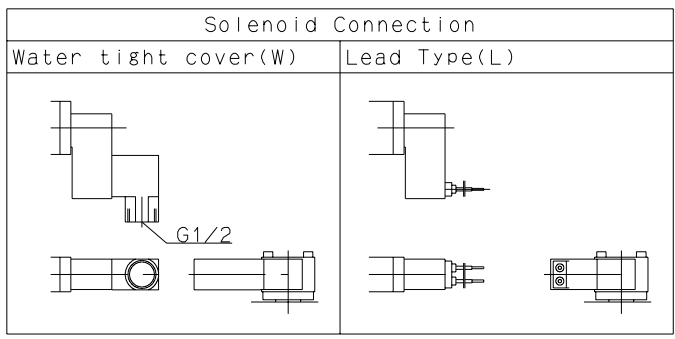 Solenoid Connection
Water tight cover(W)
Lead Type(L)
G1/2